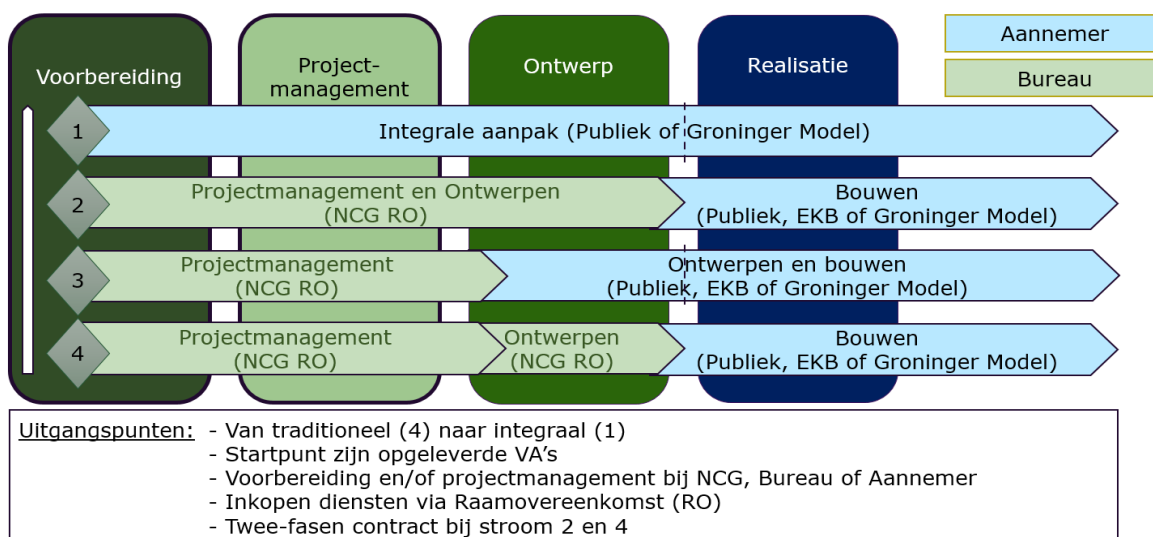 Voorbereiding
Project-
management
Ontwerp
Realisatie
Aannemer
Bureau
1
Integrale aanpak (Publiek of Groninger Model)
2
Projectmanagement en Ontwerpen
(NCG RO)
Bouwen
(Publiek, EKB of Groninger Model)
3
Projectmanagement
(NCG RO)
Ontwerpen en bouwen
(Publiek, EKB of Groninger Model)
4
Projectmanagement
(NCG RO)
Ontwerpen
(NCG RO)
Bouwen
(Publiek, EKB of Groninger Model)
Uitgangspunten: - Van traditioneel (4) naar integraal (1)
- Startpunt zijn opgeleverde VA’s
- Voorbereiding en/of projectmanagement bij NCG, Bureau of Aannemer
- Inkopen diensten via Raamovereenkomst (RO)
- Twee-fasen contract bij stroom 2 en 4